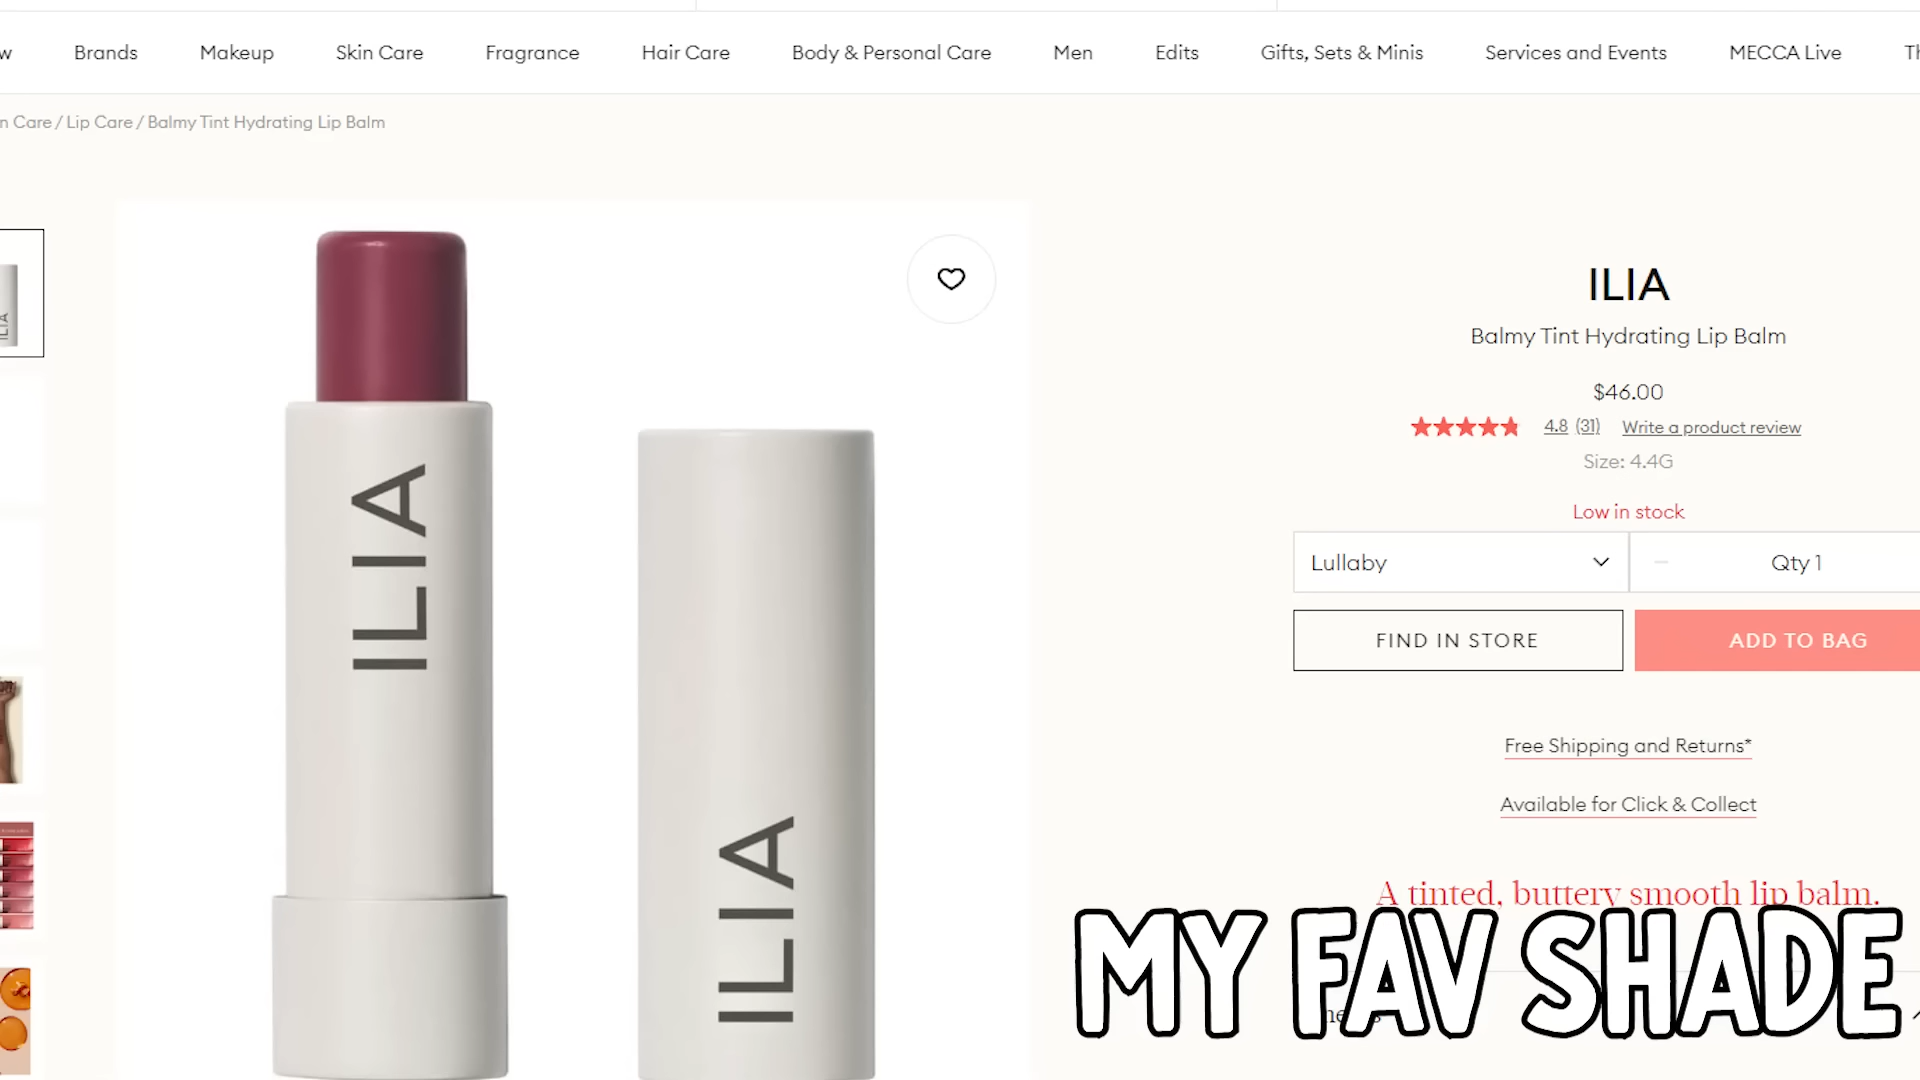 Brands Makeup Skin Care Fragrance Hair Care Body & Personal Care Men Edits Gifts, Sets & Minis Services and Events MECCA Live
Care / Lip Care / Balmy Tint Hydrating Lip Balm
ILIA
ILIA
ILIA
ILIA
Balmy Tint Hydrating Lip Balm
$46.00
4.8 (31) Write a product review
Size: 4.4G
Low in stock
Lullaby Qty 1
FIND IN STORE ADD TO BAG
Free Shipping and Returns*
Available for Click & Collect
A tinted, buttery smooth lip balm.
MY FAV SHADE